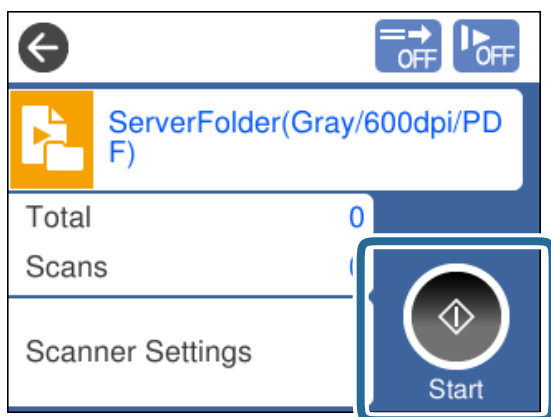 OFF
OFF
ServerFolder(Gray/600dpi/PD
F)
Total 0
Scans
Scanner Settings
Start